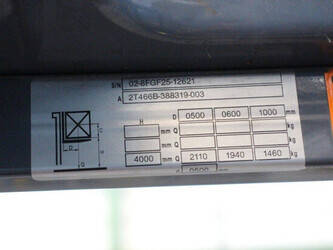 S/N 02-8FGF25-12621
A 2T466B-388319-003
H D 0500 0600 1000 mm
mm Q kg
mm Q kg
4000 mm Q 2110 1940 1460 kg